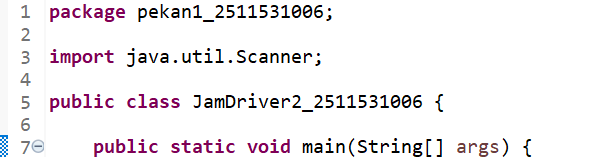 1 package pekan1_2511531006;
2
3 import java.util.Scanner;
4
5 public class JamDriver2_2511531006 {
6
7 public static void main(String[] args) {